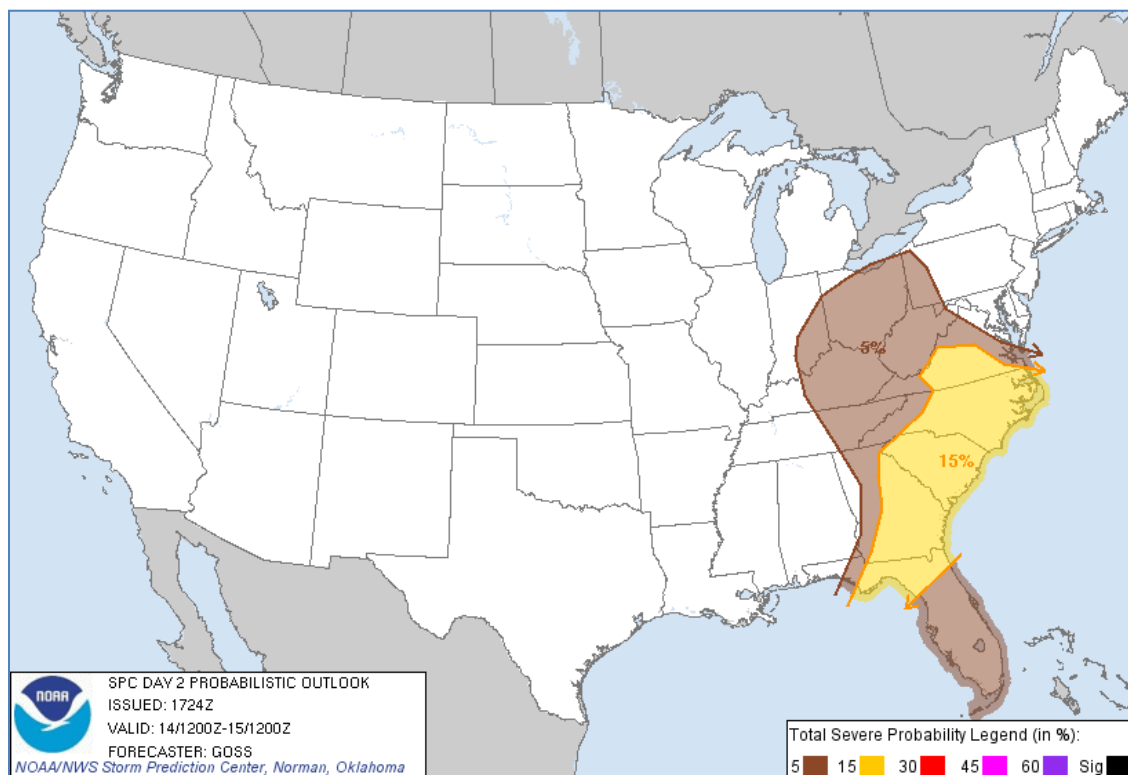 5%
15%
NOAA
SPC DAY 2 PROBABILISTIC OUTLOOK
ISSUED: 1724Z
VALID: 14/1200Z-15/1200Z
FORECASTER: GOSS
NOAA/NWS Storm Prediction Center, Norman, Oklahoma
Total Severe Probability Legend (in %):
5 15 30 45 60 Sig